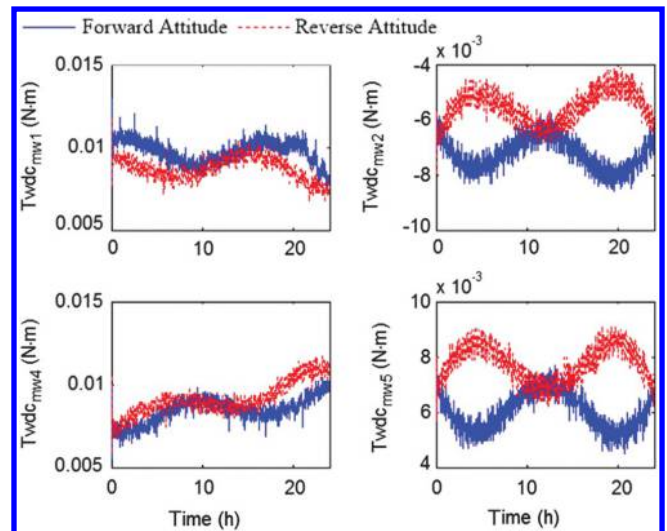 Forward Attitude Reverse Attitude
0.015
0.01
0.005
Twdc_mw1 (N·m)
0 10 20
x 10⁻³
-4
-6
-8
-10
Twdc_mw2 (N·m)
0 10 20
0.015
0.01
0.005
Twdc_mw4 (N·m)
0 10 20
Time (h)
x 10⁻³
10
8
6
4
Twdc_mw5 (N·m)
0 10 20
Time (h)